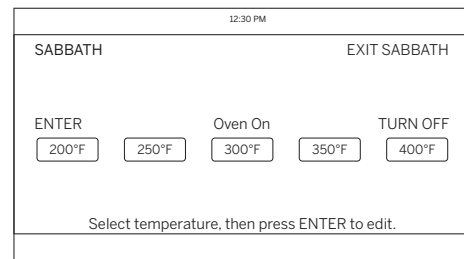 12:30 PM
SABBATH EXIT SABBATH
ENTER Oven On TURN OFF
200°F 250°F 300°F 350°F 400°F
Select temperature, then press ENTER to edit.